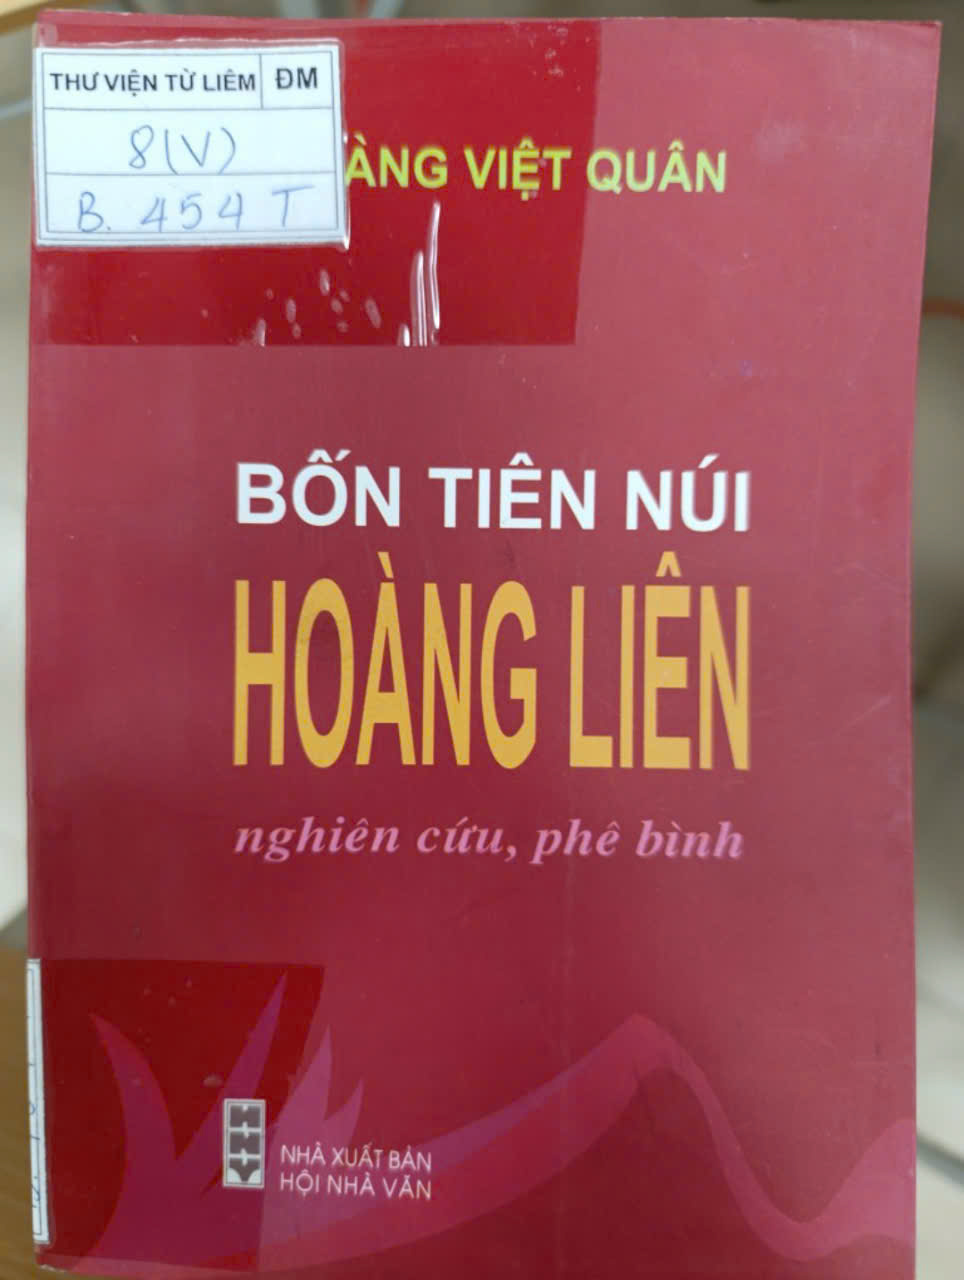 THƯ VIỆN TỪ LIÊM ĐM
8(V)
B. 454 T
ÀNG VIỆT QUÂN
BỐN TIÊN NÚI
HOÀNG LIÊN
nghiên cứu, phê bình
HNV
NHÀ XUẤT BẢN
HỘI NHÀ VĂN